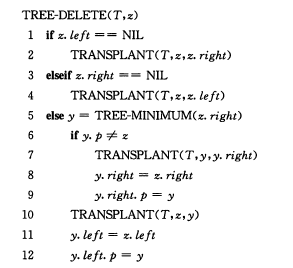 TREE-DELETE(T,z)
1 if z. left == NIL
2 TRANSPLANT(T,z,z. right)
3 elseif z. right == NIL
4 TRANSPLANT(T,z,z. left)
5 else y = TREE-MINIMUM(z. right)
6 if y. p ≠ z
7 TRANSPLANT(T,y,y. right)
8 y. right = z. right
9 y. right. p = y
10 TRANSPLANT(T,z,y)
11 y. left = z. left
12 y. left. p = y